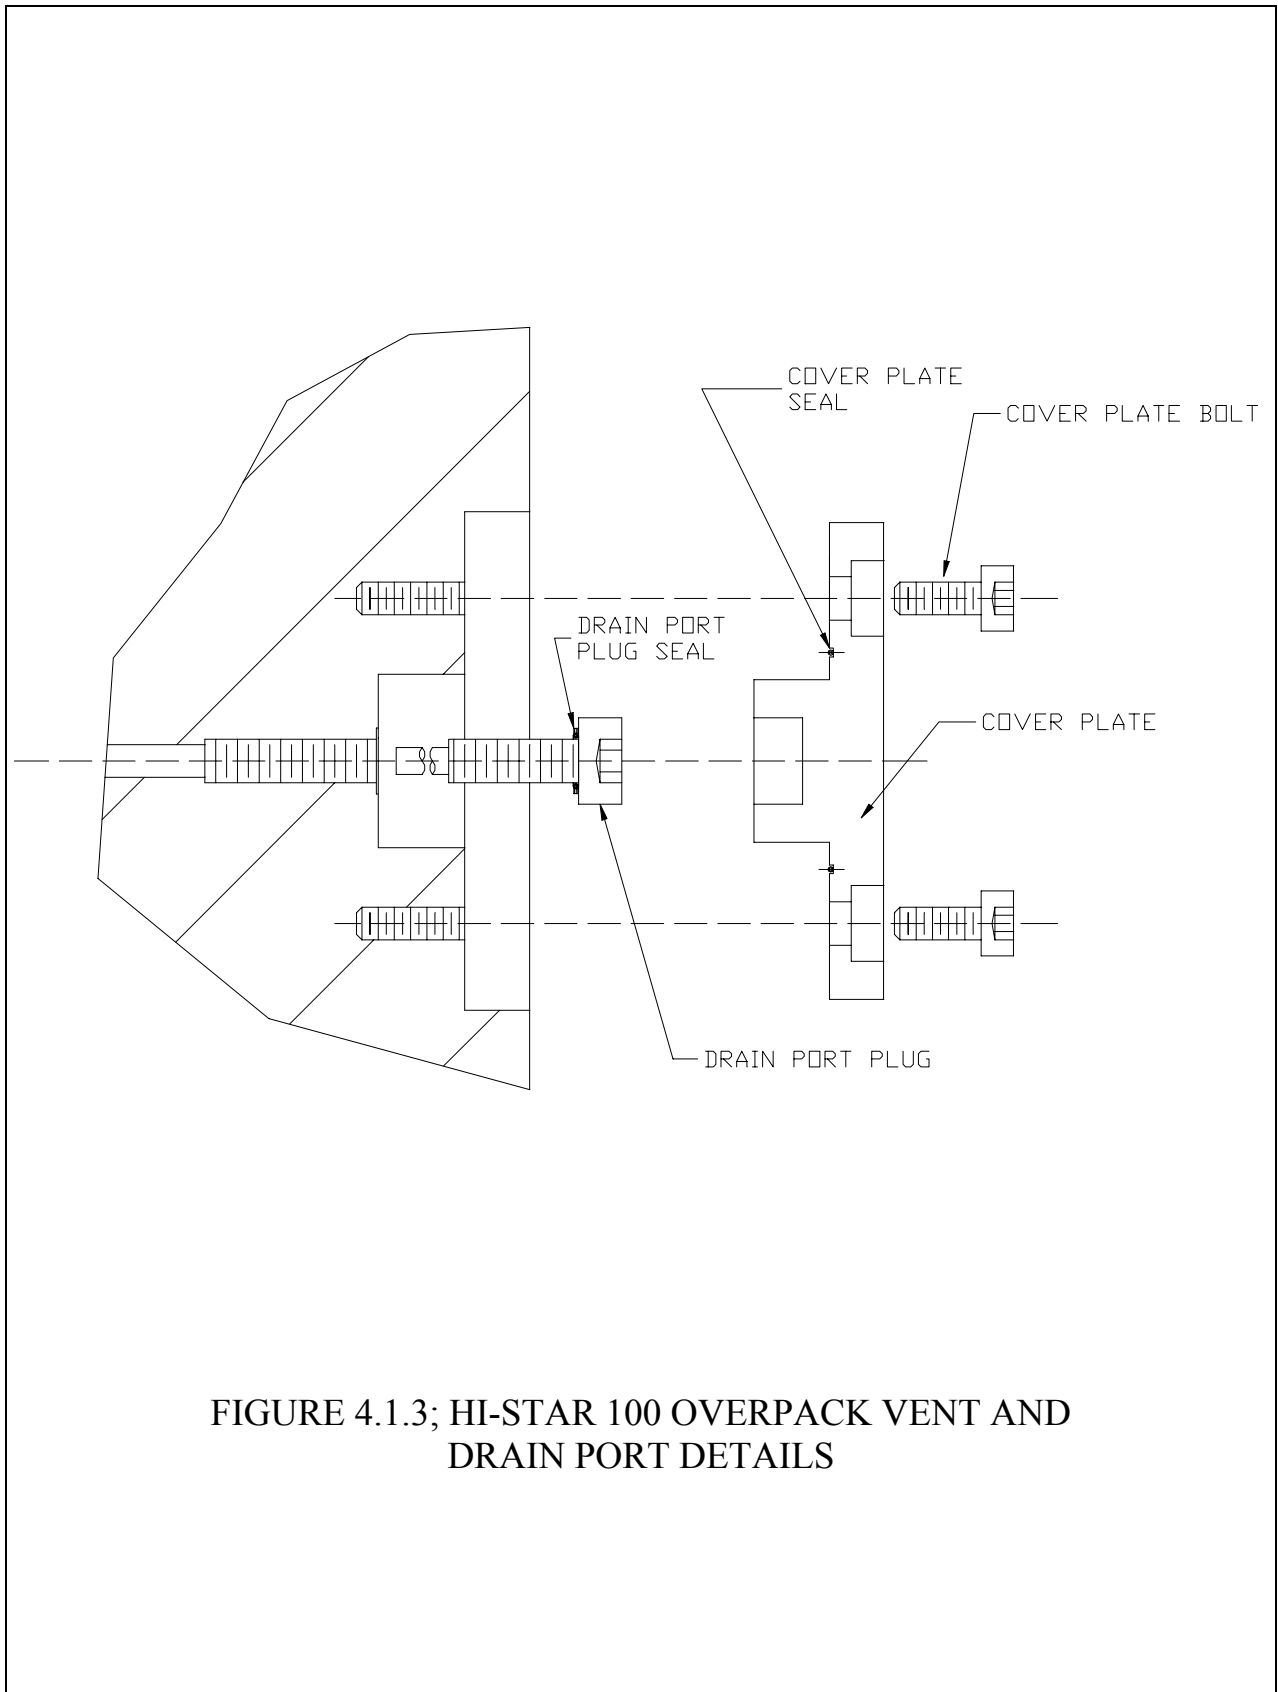 COVER PLATE
SEAL
COVER PLATE BOLT
DRAIN PORT
PLUG SEAL
COVER PLATE
DRAIN PORT PLUG
FIGURE 4.1.3; HI-STAR 100 OVERPACK VENT AND
DRAIN PORT DETAILS